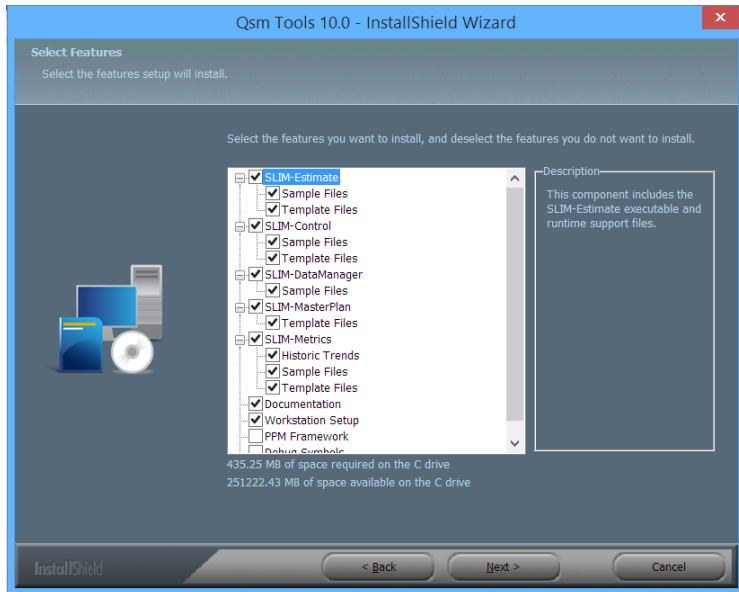 Qsm Tools 10.0 - InstallShield Wizard
x
Select Features
Select the features setup will install.
Select the features you want to install, and deselect the features you do not want to install.
SLIM-Estimate
Sample Files
Template Files
SLIM-Control
Sample Files
Template Files
SLIM-DataManager
Sample Files
SLIM-MasterPlan
Template Files
SLIM-Metrics
Historic Trends
Sample Files
Template Files
Documentation
Workstation Setup
PPM Framework
Debug Symbols
Description
This component includes the
SLIM-Estimate executable and
runtime support files.
435.25 MB of space required on the C drive
251222.43 MB of space available on the C drive
InstallShield
< Back
Next >
Cancel